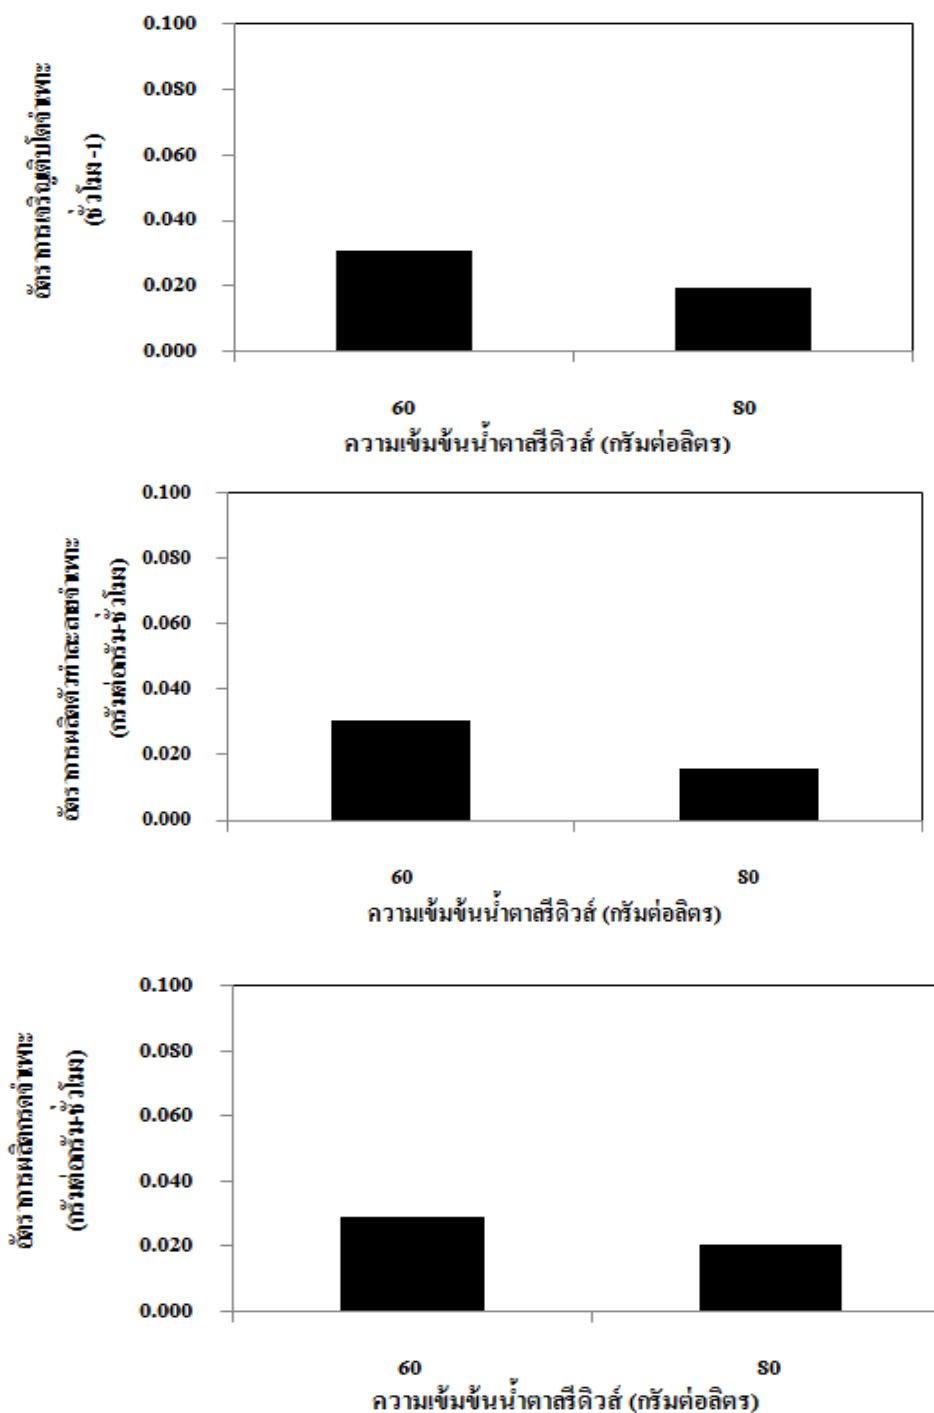 อัตราการเจริญเติบโตจำเพาะ
(ชั่วโมง-1)
0.100
0.080
0.060
0.040
0.020
0.000
60 80
ความเข้มข้นน้ำตาลรีดิวส์ (กรัมต่อลิตร)
อัตราการผลิตตัวทำละลายจำเพาะ
(กรัมต่อกรัม-ชั่วโมง)
0.100
0.080
0.060
0.040
0.020
0.000
60 80
ความเข้มข้นน้ำตาลรีดิวส์ (กรัมต่อลิตร)
อัตราการผลิตกรดจำเพาะ
(กรัมต่อกรัม-ชั่วโมง)
0.100
0.080
0.060
0.040
0.020
0.000
60 80
ความเข้มข้นน้ำตาลรีดิวส์ (กรัมต่อลิตร)